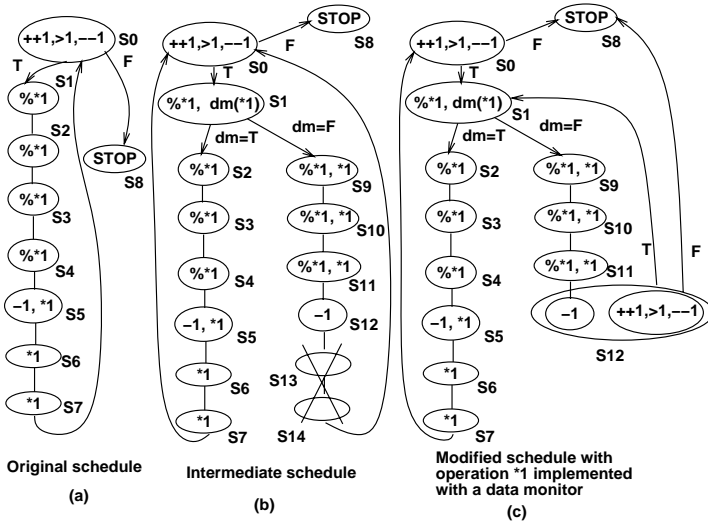 ++1,>1,−−1
S0
T
F
S1
%*1
S2
%*1
S3
%*1
S4
%*1
−1, *1
S5
*1
S6
*1
S7
STOP
S8
Original schedule
(a)
++1,>1,−−1
S0
F
STOP
S8
T
%*1, dm(*1)
S1
dm=T
dm=F
%*1
S2
%*1
S3
%*1
S4
−1, *1
S5
*1
S6
*1
S7
%*1, *1
S9
%*1, *1
S10
%*1, *1
S11
−1
S12
S13
S14
Intermediate schedule
(b)
++1,>1,−−1
S0
F
STOP
S8
T
%*1, dm(*1)
S1
dm=T
dm=F
%*1
S2
%*1
S3
%*1
S4
−1, *1
S5
*1
S6
*1
S7
%*1, *1
S9
%*1, *1
S10
%*1, *1
S11
T
F
−1
++1,>1,−−1
S12
Modified schedule with
operation *1 implemented
with a data monitor
(c)